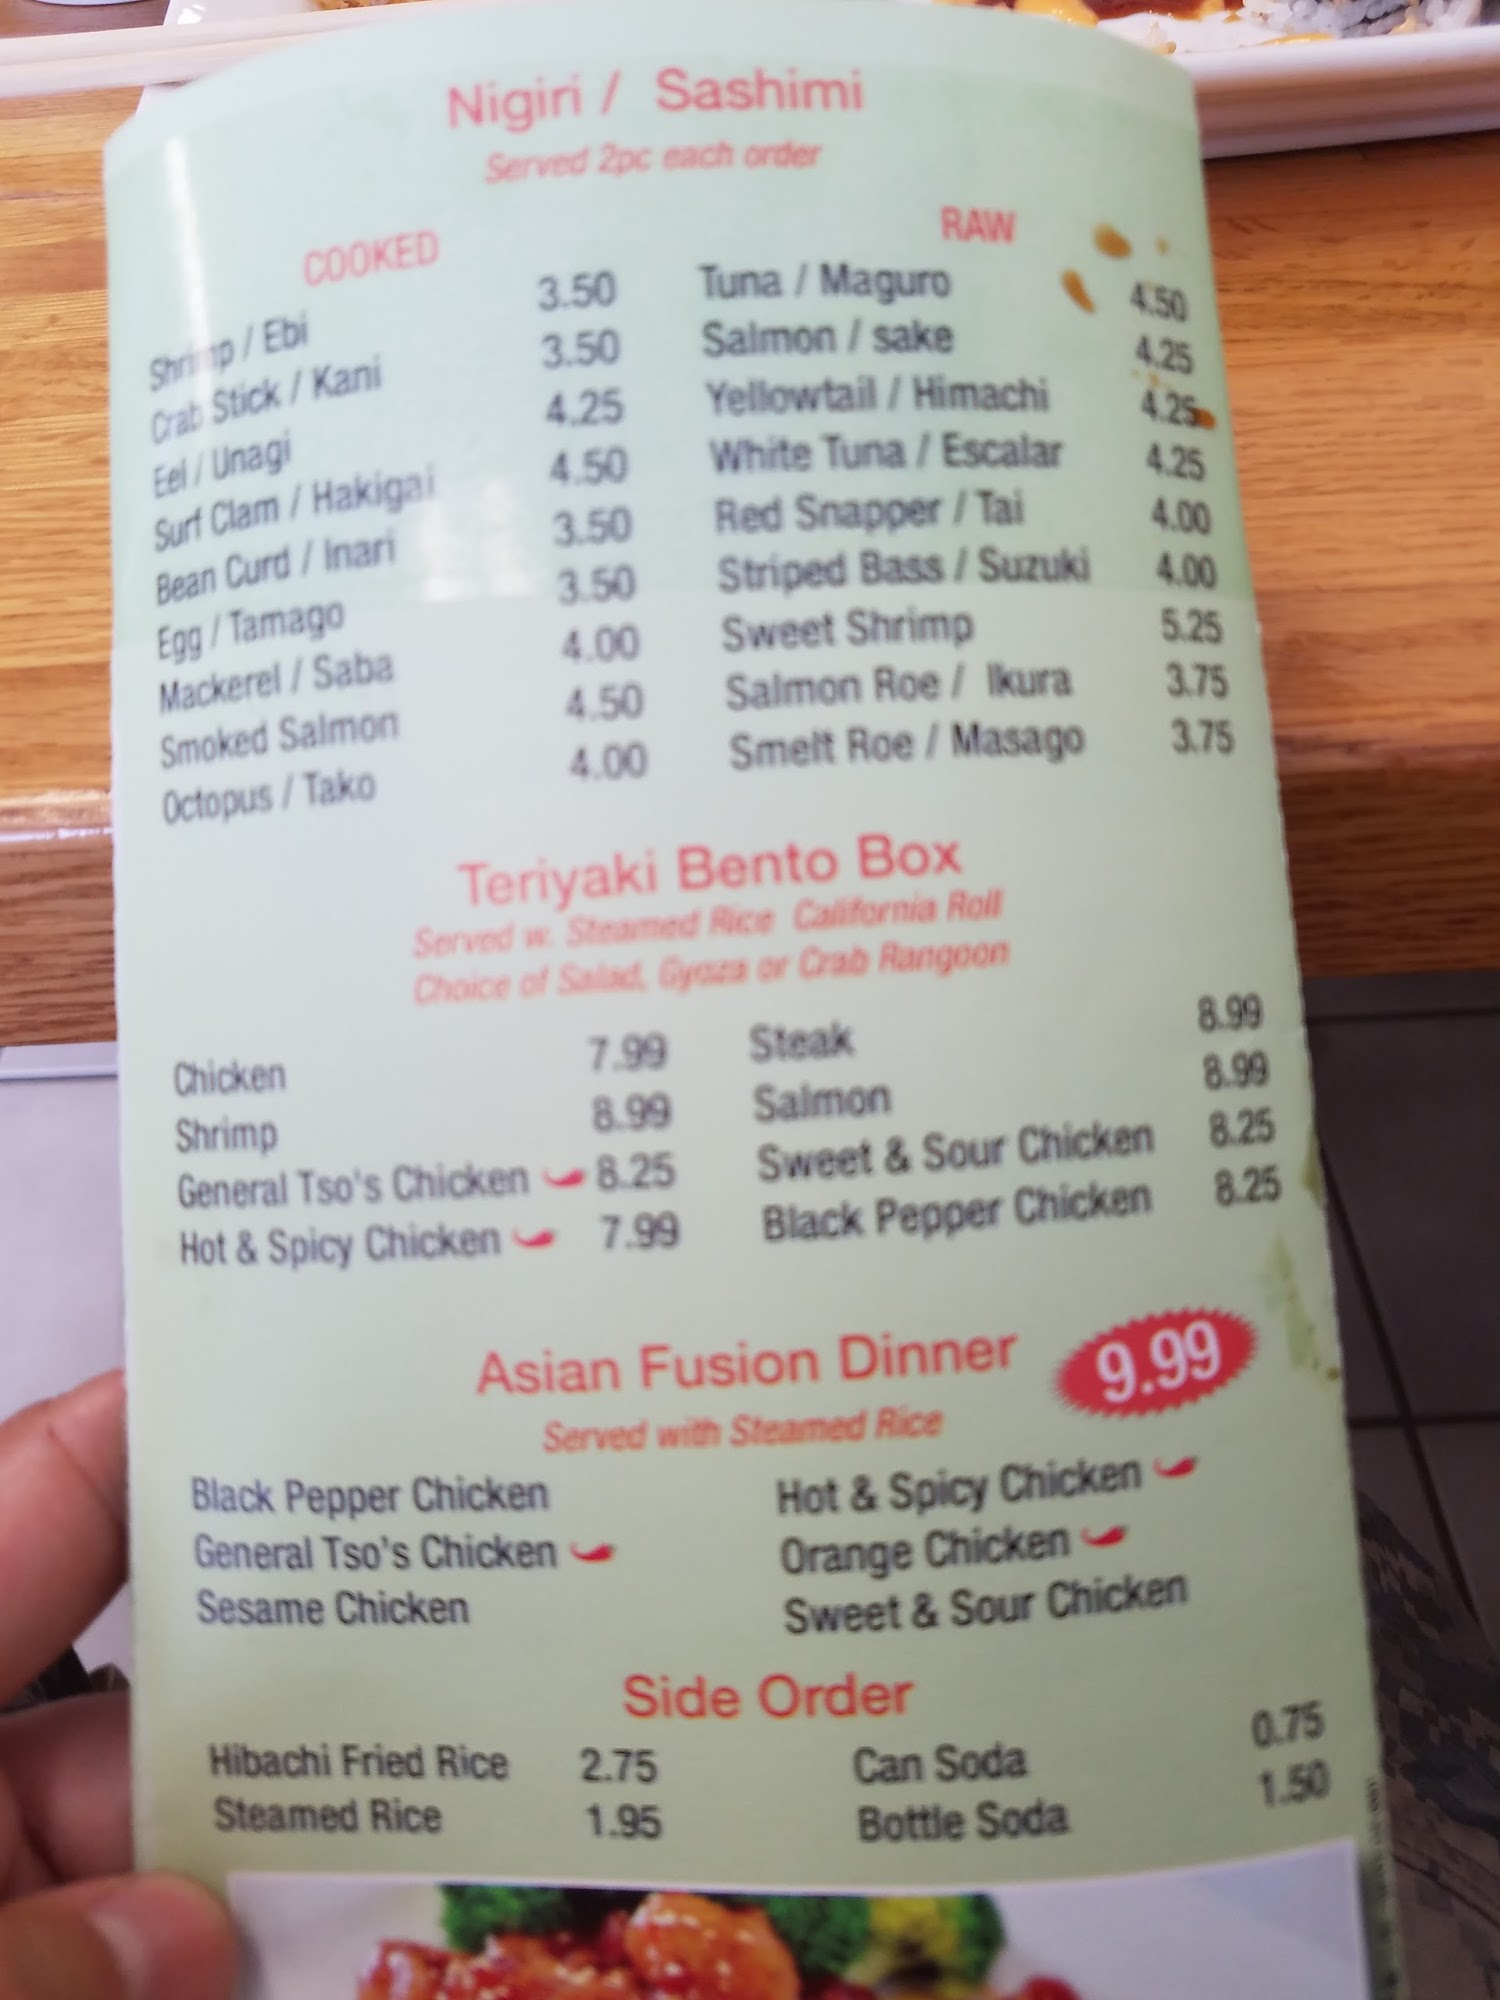 Nigiri / Sashimi
Served 2pc each order
COOKED
Shrimp / Ebi 3.50
Crab Stick / Kani 3.50
Eel / Unagi 4.25
Surf Clam / Hakigai 4.50
Bean Curd / Inari 3.50
Egg / Tamago 3.50
Mackerel / Saba 4.00
Smoked Salmon 4.50
Octopus / Tako 4.00
RAW
Tuna / Maguro 4.50
Salmon / sake 4.25
Yellowtail / Himachi 4.25
White Tuna / Escalar 4.25
Red Snapper / Tai 4.00
Striped Bass / Suzuki 4.00
Sweet Shrimp 5.25
Salmon Roe / Ikura 3.75
Smelt Roe / Masago 3.75
Teriyaki Bento Box
Served w. Steamed Rice California Roll
Choice of Salad, Gyoza or Crab Rangoon
Chicken 7.99
Shrimp 8.99
General Tso's Chicken 8.25
Hot & Spicy Chicken 7.99
Steak 8.99
Salmon 8.99
Sweet & Sour Chicken 8.25
Black Pepper Chicken 8.25
Asian Fusion Dinner 9.99
Served with Steamed Rice
Black Pepper Chicken
General Tso's Chicken
Sesame Chicken
Hot & Spicy Chicken
Orange Chicken
Sweet & Sour Chicken
Side Order
Hibachi Fried Rice 2.75
Steamed Rice 1.95
Can Soda 0.75
Bottle Soda 1.50